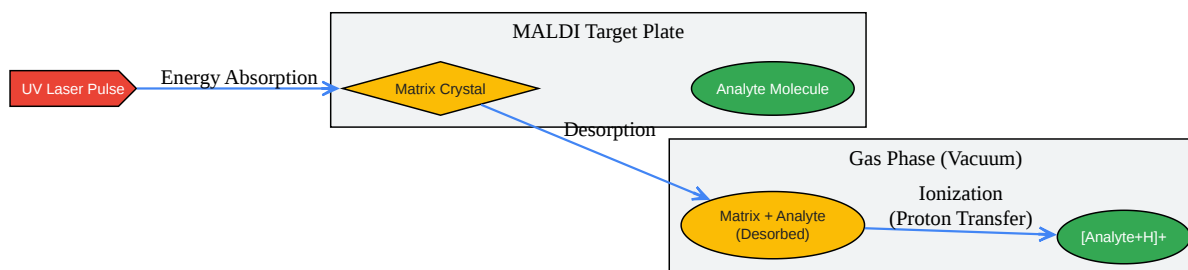 MALDI Target Plate
UV Laser Pulse
Energy Absorption
Matrix Crystal
Analyte Molecule
Desorption
Gas Phase (Vacuum)
Matrix + Analyte
(Desorbed)
Ionization
(Proton Transfer)
[Analyte+H]+